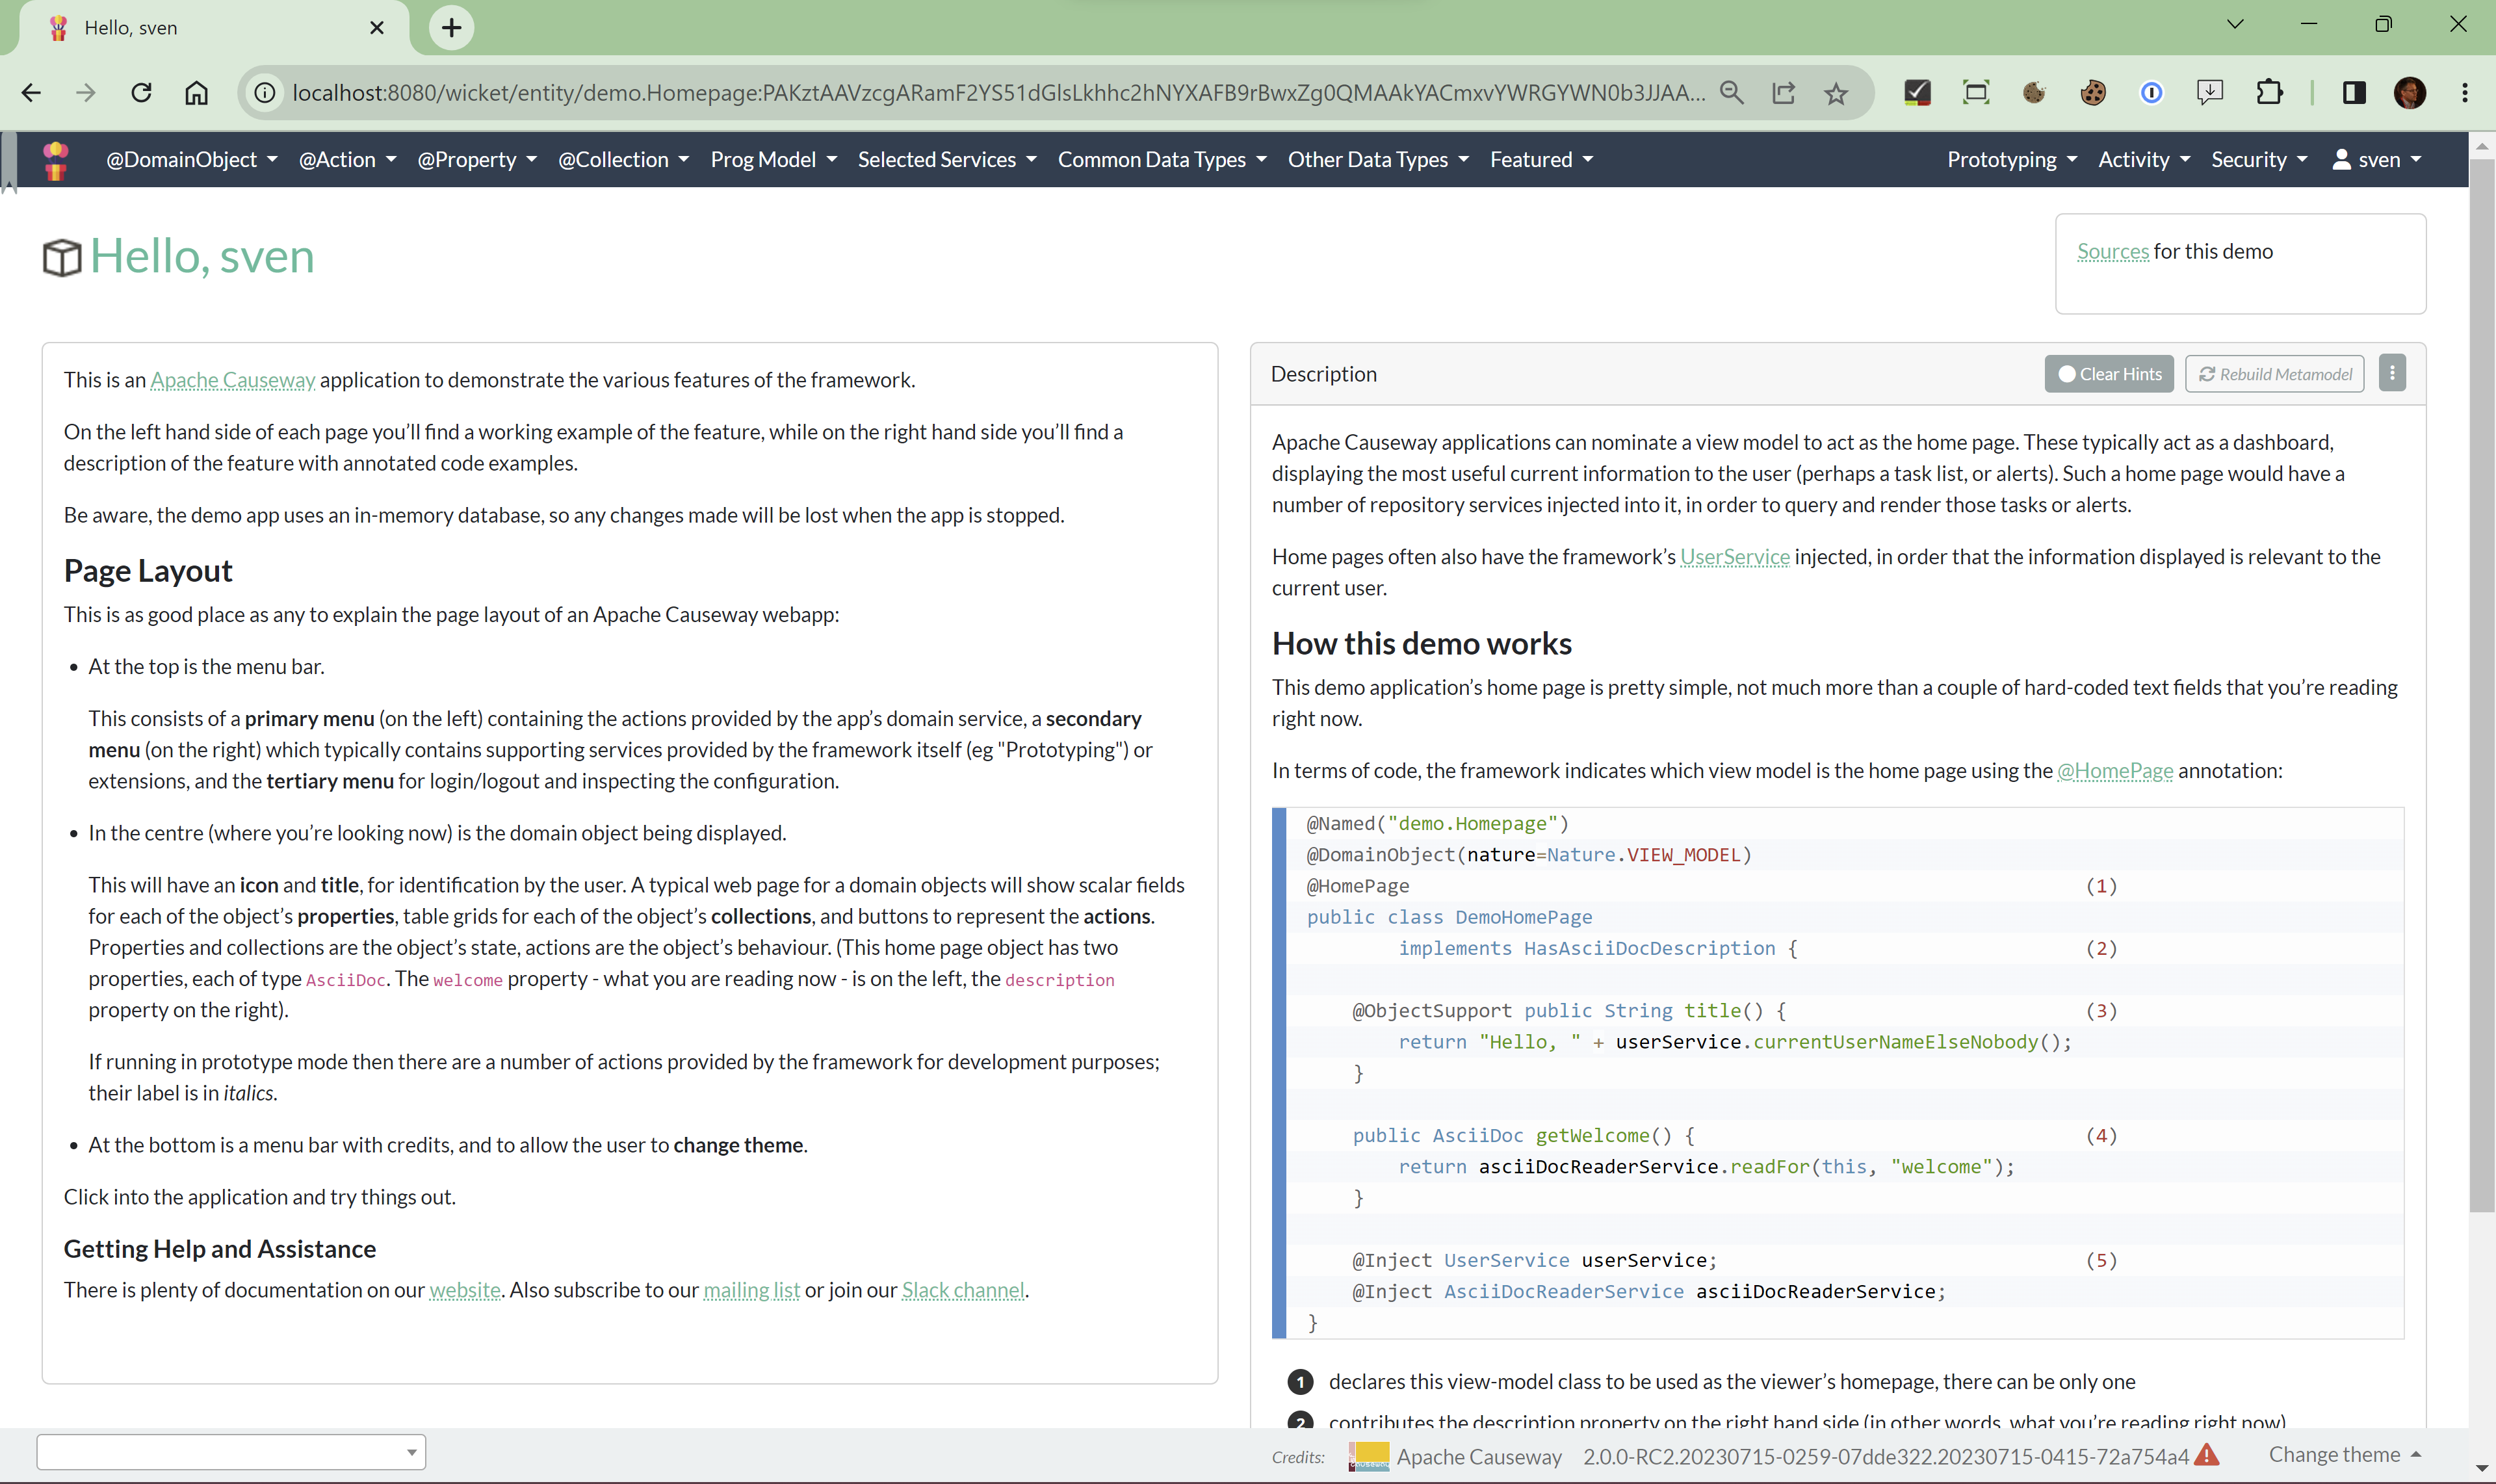 Hello, sven
localhost:8080/wicket/entity/demo.Homepage:PAKztAAVzcgARamF2YS51dGlsLkhhc2hNYXAFB9rBwxZg0QMAAkYACmxvYWRGYWN0b3JJAA...
@DomainObject @Action @Property @Collection Prog Model Selected Services Common Data Types Other Data Types Featured Prototyping Activity Security sven
Hello, sven
Sources for this demo
This is an Apache Causeway application to demonstrate the various features of the framework.
On the left hand side of each page you’ll find a working example of the feature, while on the right hand side you’ll find a
description of the feature with annotated code examples.
Be aware, the demo app uses an in-memory database, so any changes made will be lost when the app is stopped.
Page Layout
This is as good place as any to explain the page layout of an Apache Causeway webapp:
• At the top is the menu bar.
This consists of a primary menu (on the left) containing the actions provided by the app’s domain service, a secondary
menu (on the right) which typically contains supporting services provided by the framework itself (eg "Prototyping") or
extensions, and the tertiary menu for login/logout and inspecting the configuration.
• In the centre (where you’re looking now) is the domain object being displayed.
This will have an icon and title, for identification by the user. A typical web page for a domain objects will show scalar fields
for each of the object’s properties, table grids for each of the object’s collections, and buttons to represent the actions.
Properties and collections are the object’s state, actions are the object’s behaviour. (This home page object has two
properties, each of type AsciiDoc. The welcome property - what you are reading now - is on the left, the description
property on the right).
If running in prototype mode then there are a number of actions provided by the framework for development purposes;
their label is in italics.
• At the bottom is a menu bar with credits, and to allow the user to change theme.
Click into the application and try things out.
Getting Help and Assistance
There is plenty of documentation on our website. Also subscribe to our mailing list or join our Slack channel.
Description
Clear Hints
Rebuild Metamodel
Apache Causeway applications can nominate a view model to act as the home page. These typically act as a dashboard,
displaying the most useful current information to the user (perhaps a task list, or alerts). Such a home page would have a
number of repository services injected into it, in order to query and render those tasks or alerts.
Home pages often also have the framework’s UserService injected, in order that the information displayed is relevant to the
current user.
How this demo works
This demo application’s home page is pretty simple, not much more than a couple of hard-coded text fields that you’re reading
right now.
In terms of code, the framework indicates which view model is the home page using the @HomePage annotation:
@Named("demo.Homepage")
@DomainObject(nature=Nature.VIEW_MODEL)
@HomePage (1)
public class DemoHomePage
implements HasAsciiDocDescription { (2)
@ObjectSupport public String title() { (3)
return "Hello, " + userService.currentUserNameElseNobody();
}
public AsciiDoc getWelcome() { (4)
return asciiDocReaderService.readFor(this, "welcome");
}
@Inject UserService userService; (5)
@Inject AsciiDocReaderService asciiDocReaderService;
}
1 declares this view-model class to be used as the viewer’s homepage, there can be only one
2 contributes the description property on the right hand side (in other words, what you’re reading right now)
Credits: Apache Causeway 2.0.0-RC2.20230715-0259-07dde322.20230715-0415-72a754a4 Change theme